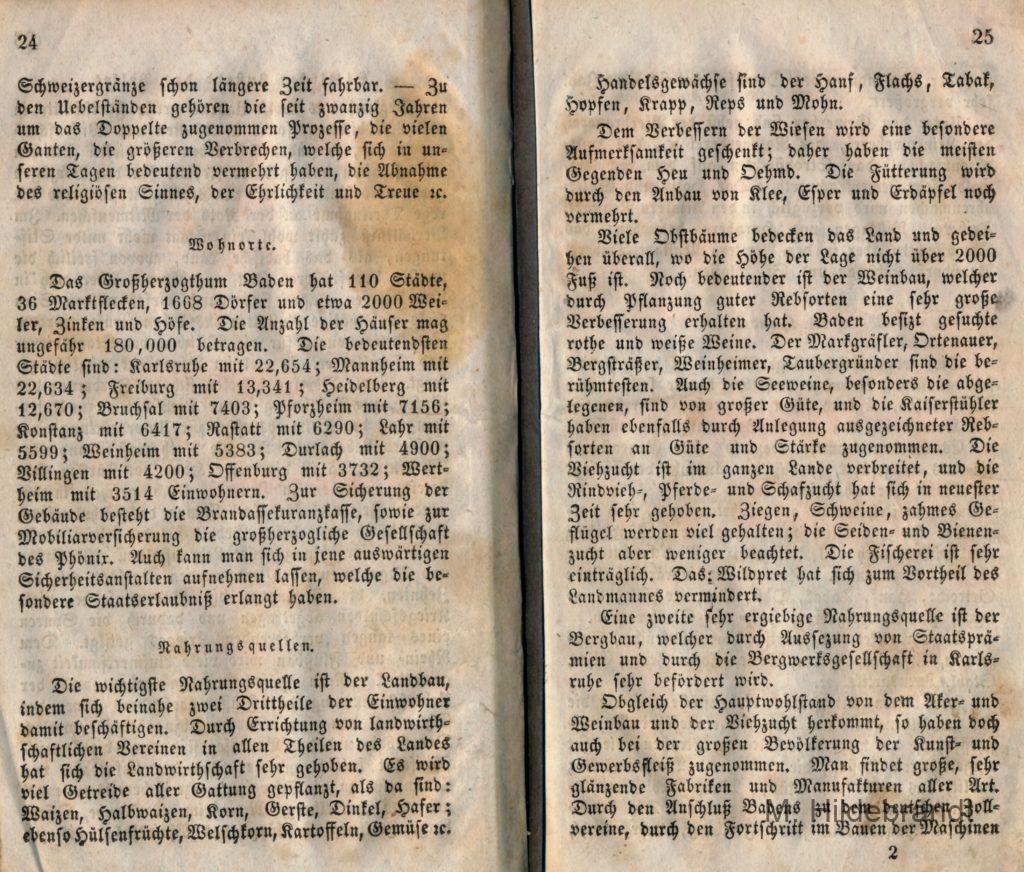 24
Schweizergränze schon längere Zeit fahrbar. — Zu
den Uebelständen gehören die seit zwanzig Jahren
um das Doppelte zugenommen Prozesse, die vielen
Ganten, die größeren Verbrechen, welche sich in un-
seren Tagen bedeutend vermehrt haben, die Abnahme
des religiösen Sinnes, der Ehrlichkeit und Treue ꝛc.
Wohnorte.
Das Großherzogthum Baden hat 110 Städte,
36 Marktflecken, 1668 Dörfer und etwa 2000 Wei-
ler, Zinken und Höfe. Die Anzahl der Häuser mag
ungefähr 180,000 betragen. Die bedeutendsten
Städte sind: Karlsruhe mit 22,654; Mannheim mit
22,634; Freiburg mit 13,341; Heidelberg mit
12,670; Bruchsal mit 7403; Pforzheim mit 7156;
Konstanz mit 6417; Rastatt mit 6290; Lahr mit
5599; Weinheim mit 5383; Durlach mit 4900;
Villingen mit 4200; Offenburg mit 3732; Wert-
heim mit 3514 Einwohnern. Zur Sicherung der
Gebäude besteht die Brandassekuranzkasse, sowie zur
Mobiliarversicherung die großherzogliche Gesellschaft
des Phönix. Auch kann man sich in jene auswärtigen
Sicherheitsanstalten aufnehmen lassen, welche die be-
sondere Staatserlaubniß erlangt haben.
Nahrungsquellen.
Die wichtigste Nahrungsquelle ist der Landbau,
indem sich beinahe zwei Drittheile der Einwohner
damit beschäftigen. Durch Errichtung von landwirth-
schaftlichen Vereinen in allen Theilen des Landes
hat sich die Landwirthschaft sehr gehoben. Es wird
viel Getreide aller Gattung gepflanzt, als da sind:
Waizen, Halbwaizen, Korn, Gerste, Dinkel, Hafer;
ebenso Hülsenfrüchte, Welschkorn, Kartoffeln, Gemüse ꝛc.
25
Handelsgewächse sind der Hanf, Flachs, Tabak,
Hopfen, Krapp, Reps und Mohn.
Dem Verbessern der Wiesen wird eine besondere
Aufmerksamkeit geschenkt; daher haben die meisten
Gegenden Heu und Oehmd. Die Fütterung wird
durch den Anbau von Klee, Esper und Erdäpfel noch
vermehrt.
Viele Obstbäume bedecken das Land und gedei-
hen überall, wo die Höhe der Lage nicht über 2000
Fuß ist. Noch bedeutender ist der Weinbau, welcher
durch Pflanzung guter Rebsorten eine sehr große
Verbesserung erhalten hat. Baden besizt gesuchte
rothe und weiße Weine. Der Markgräfler, Ortenauer,
Bergsträßer, Weinheimer, Taubergründer sind die be-
rühmtesten. Auch die Seeweine, besonders die abge-
legenen, sind von großer Güte, und die Kaiserstühler
haben ebenfalls durch Anlegung ausgezeichneter Reb-
sorten an Güte und Stärke zugenommen. Die
Viehzucht ist im ganzen Lande verbreitet, und die
Rindvieh-, Pferde- und Schafzucht hat sich in neuester
Zeit sehr gehoben. Ziegen, Schweine, zahmes Ge-
flügel werden viel gehalten; die Seiden- und Bienen-
zucht aber weniger beachtet. Die Fischerei ist sehr
einträglich. Das Wildpret hat sich zum Vortheil des
Landmannes vermindert.
Eine zweite sehr ergiebige Nahrungsquelle ist der
Bergbau, welcher durch Aussezung von Staatsprä-
mien und durch die Bergwerksgesellschaft in Karls-
ruhe sehr befördert wird.
Obgleich der Hauptwohlstand von dem Aker- und
Weinbau und der Viehzucht herkommt, so haben doch
auch bei der großen Bevölkerung der Kunst- und
Gewerbsfleiß zugenommen. Man findet große, sehr
glänzende Fabriken und Manufakturen aller Art.
Durch den Anschluß Badens zu dem deutschen Zoll-
vereine, durch den Fortschritt im Bauen der Maschinen
M. Hildebrandt
2